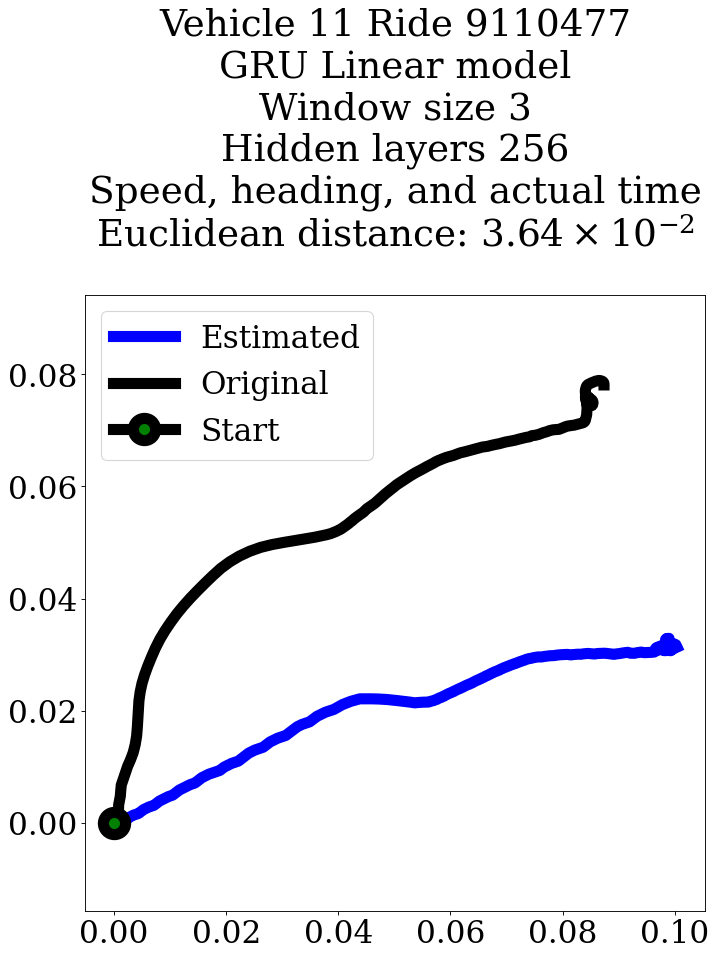 Vehicle 11 Ride 9110477
GRU Linear model
Window size 3
Hidden layers 256
Speed, heading, and actual time
Euclidean distance: 3.64 × 10⁻²
Estimated
Original
Start
0.08
0.06
0.04
0.02
0.00
0.00 0.02 0.04 0.06 0.08 0.10